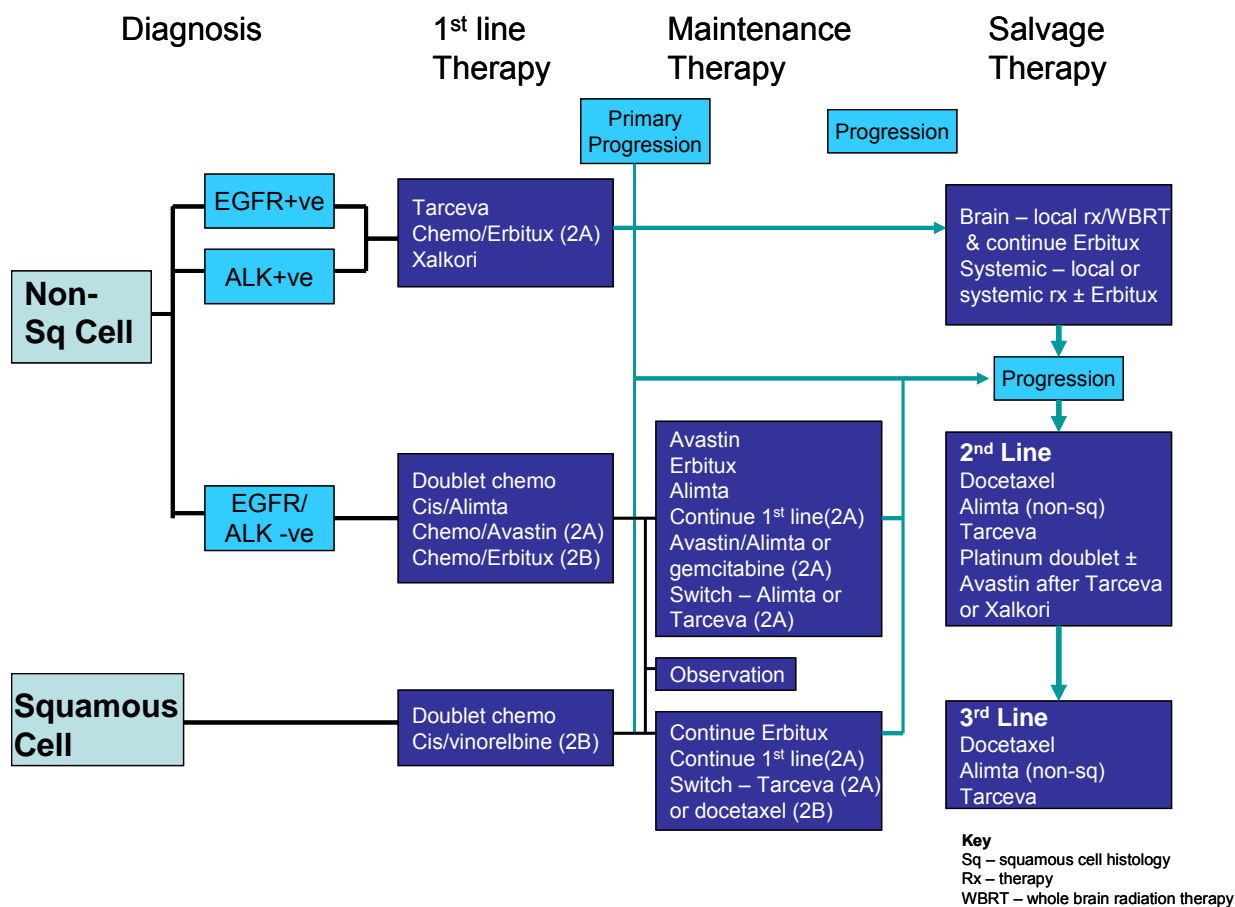 Diagnosis
1st line
Therapy
Maintenance
Therapy
Salvage
Therapy
Primary
Progression
Progression
EGFR+ve
ALK+ve
Non-
Sq Cell
Tarceva
Chemo/Erbitux (2A)
Xalkori
Brain – local rx/WBRT
& continue Erbitux
Systemic – local or
systemic rx ± Erbitux
Progression
EGFR/
ALK -ve
Doublet chemo
Cis/Alimta
Chemo/Avastin (2A)
Chemo/Erbitux (2B)
Avastin
Erbitux
Alimta
Continue 1st line(2A)
Avastin/Alimta or
gemcitabine (2A)
Switch – Alimta or
Tarceva (2A)
2nd Line
Docetaxel
Alimta (non-sq)
Tarceva
Platinum doublet ±
Avastin after Tarceva
or Xalkori
Observation
Squamous
Cell
Doublet chemo
Cis/vinorelbine (2B)
Continue Erbitux
Continue 1st line(2A)
Switch – Tarceva (2A)
or docetaxel (2B)
3rd Line
Docetaxel
Alimta (non-sq)
Tarceva
Key
Sq – squamous cell histology
Rx – therapy
WBRT – whole brain radiation therapy